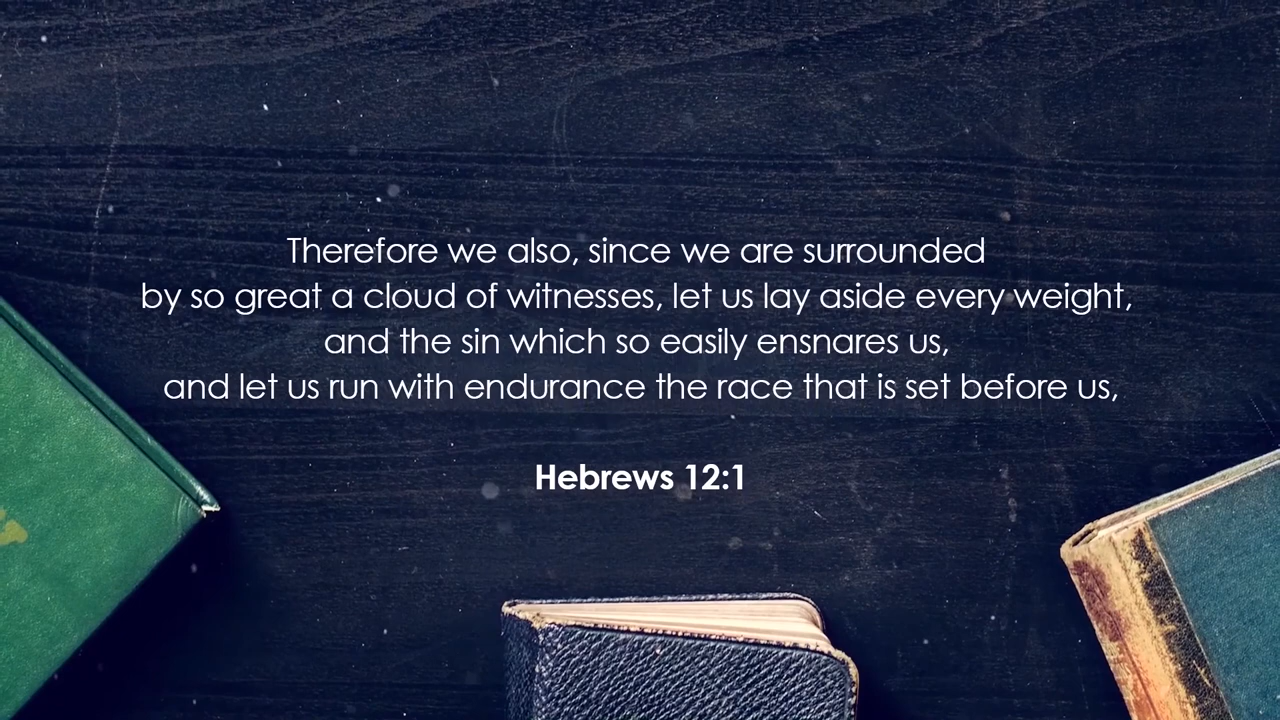 Therefore we also, since we are surrounded
by so great a cloud of witnesses, let us lay aside every weight,
and the sin which so easily ensnares us,
and let us run with endurance the race that is set before us,
Hebrews 12:1